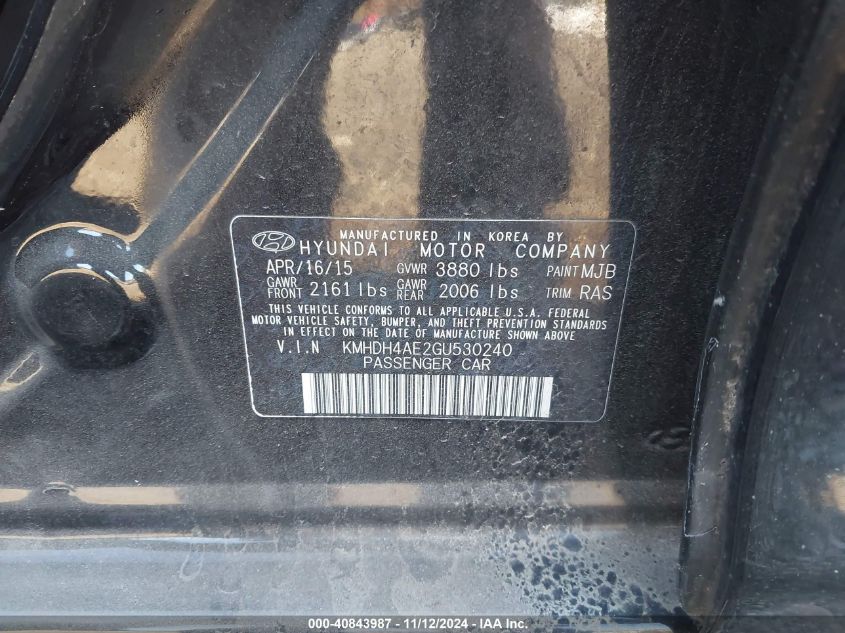 MANUFACTURED IN KOREA BY
HYUNDAI MOTOR COMPANY
APR/16/15 GVWR 3880 lbs PAINT MJB
GAWR FRONT 2161 lbs GAWR REAR 2006 lbs TRIM RAS
THIS VEHICLE CONFORMS TO ALL APPLICABLE U.S.A. FEDERAL
MOTOR VEHICLE SAFETY, BUMPER, AND THEFT PREVENTION STANDARDS
IN EFFECT ON THE DATE OF MANUFACTURE SHOWN ABOVE
V.I.N KMHDH4AE2GU530240
PASSENGER CAR
000-40843987 - 11/12/2024 - IAA Inc.